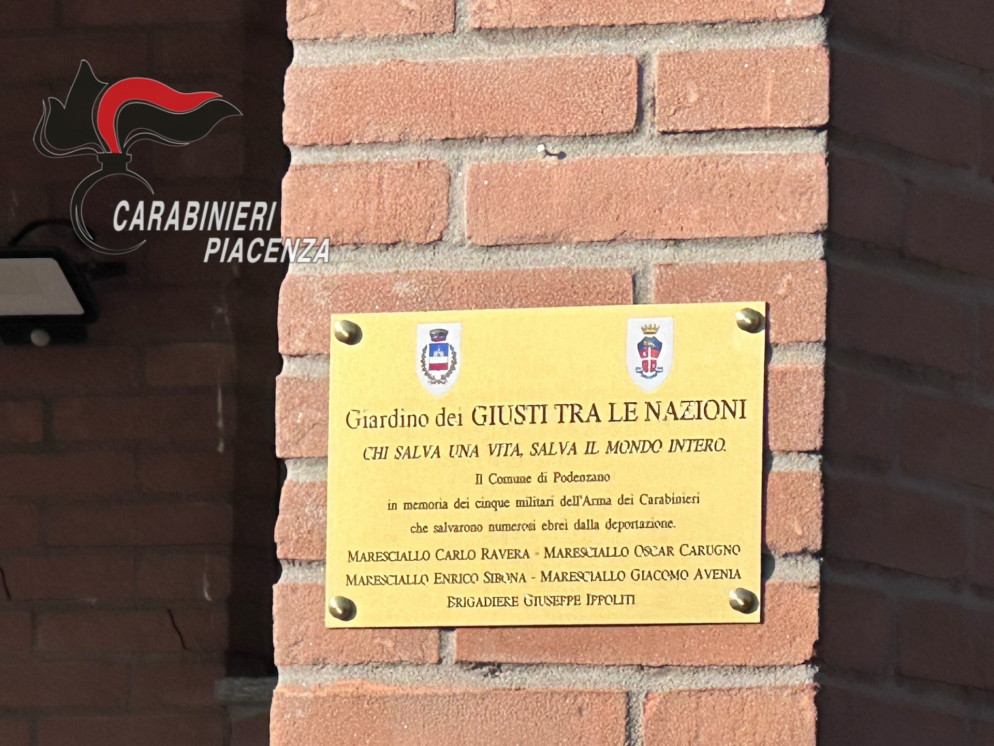 CARABINIERI
PIACENZA
Giardino dei GIUSTI TRA LE NAZIONI
CHI SALVA UNA VITA, SALVA IL MONDO INTERO.
Il Comune di Podenzano
in memoria dei cinque militari dell'Arma dei Carabinieri
che salvarono numerosi ebrei dalla deportazione.
MARESCIALLO CARLO RAVERA - MARESCIALLO OSCAR CARUGNO
MARESCIALLO ENRICO SIBONA - MARESCIALLO GIACOMO AVENIA
BRIGADIERE GIUSEPPE IPPOLITI